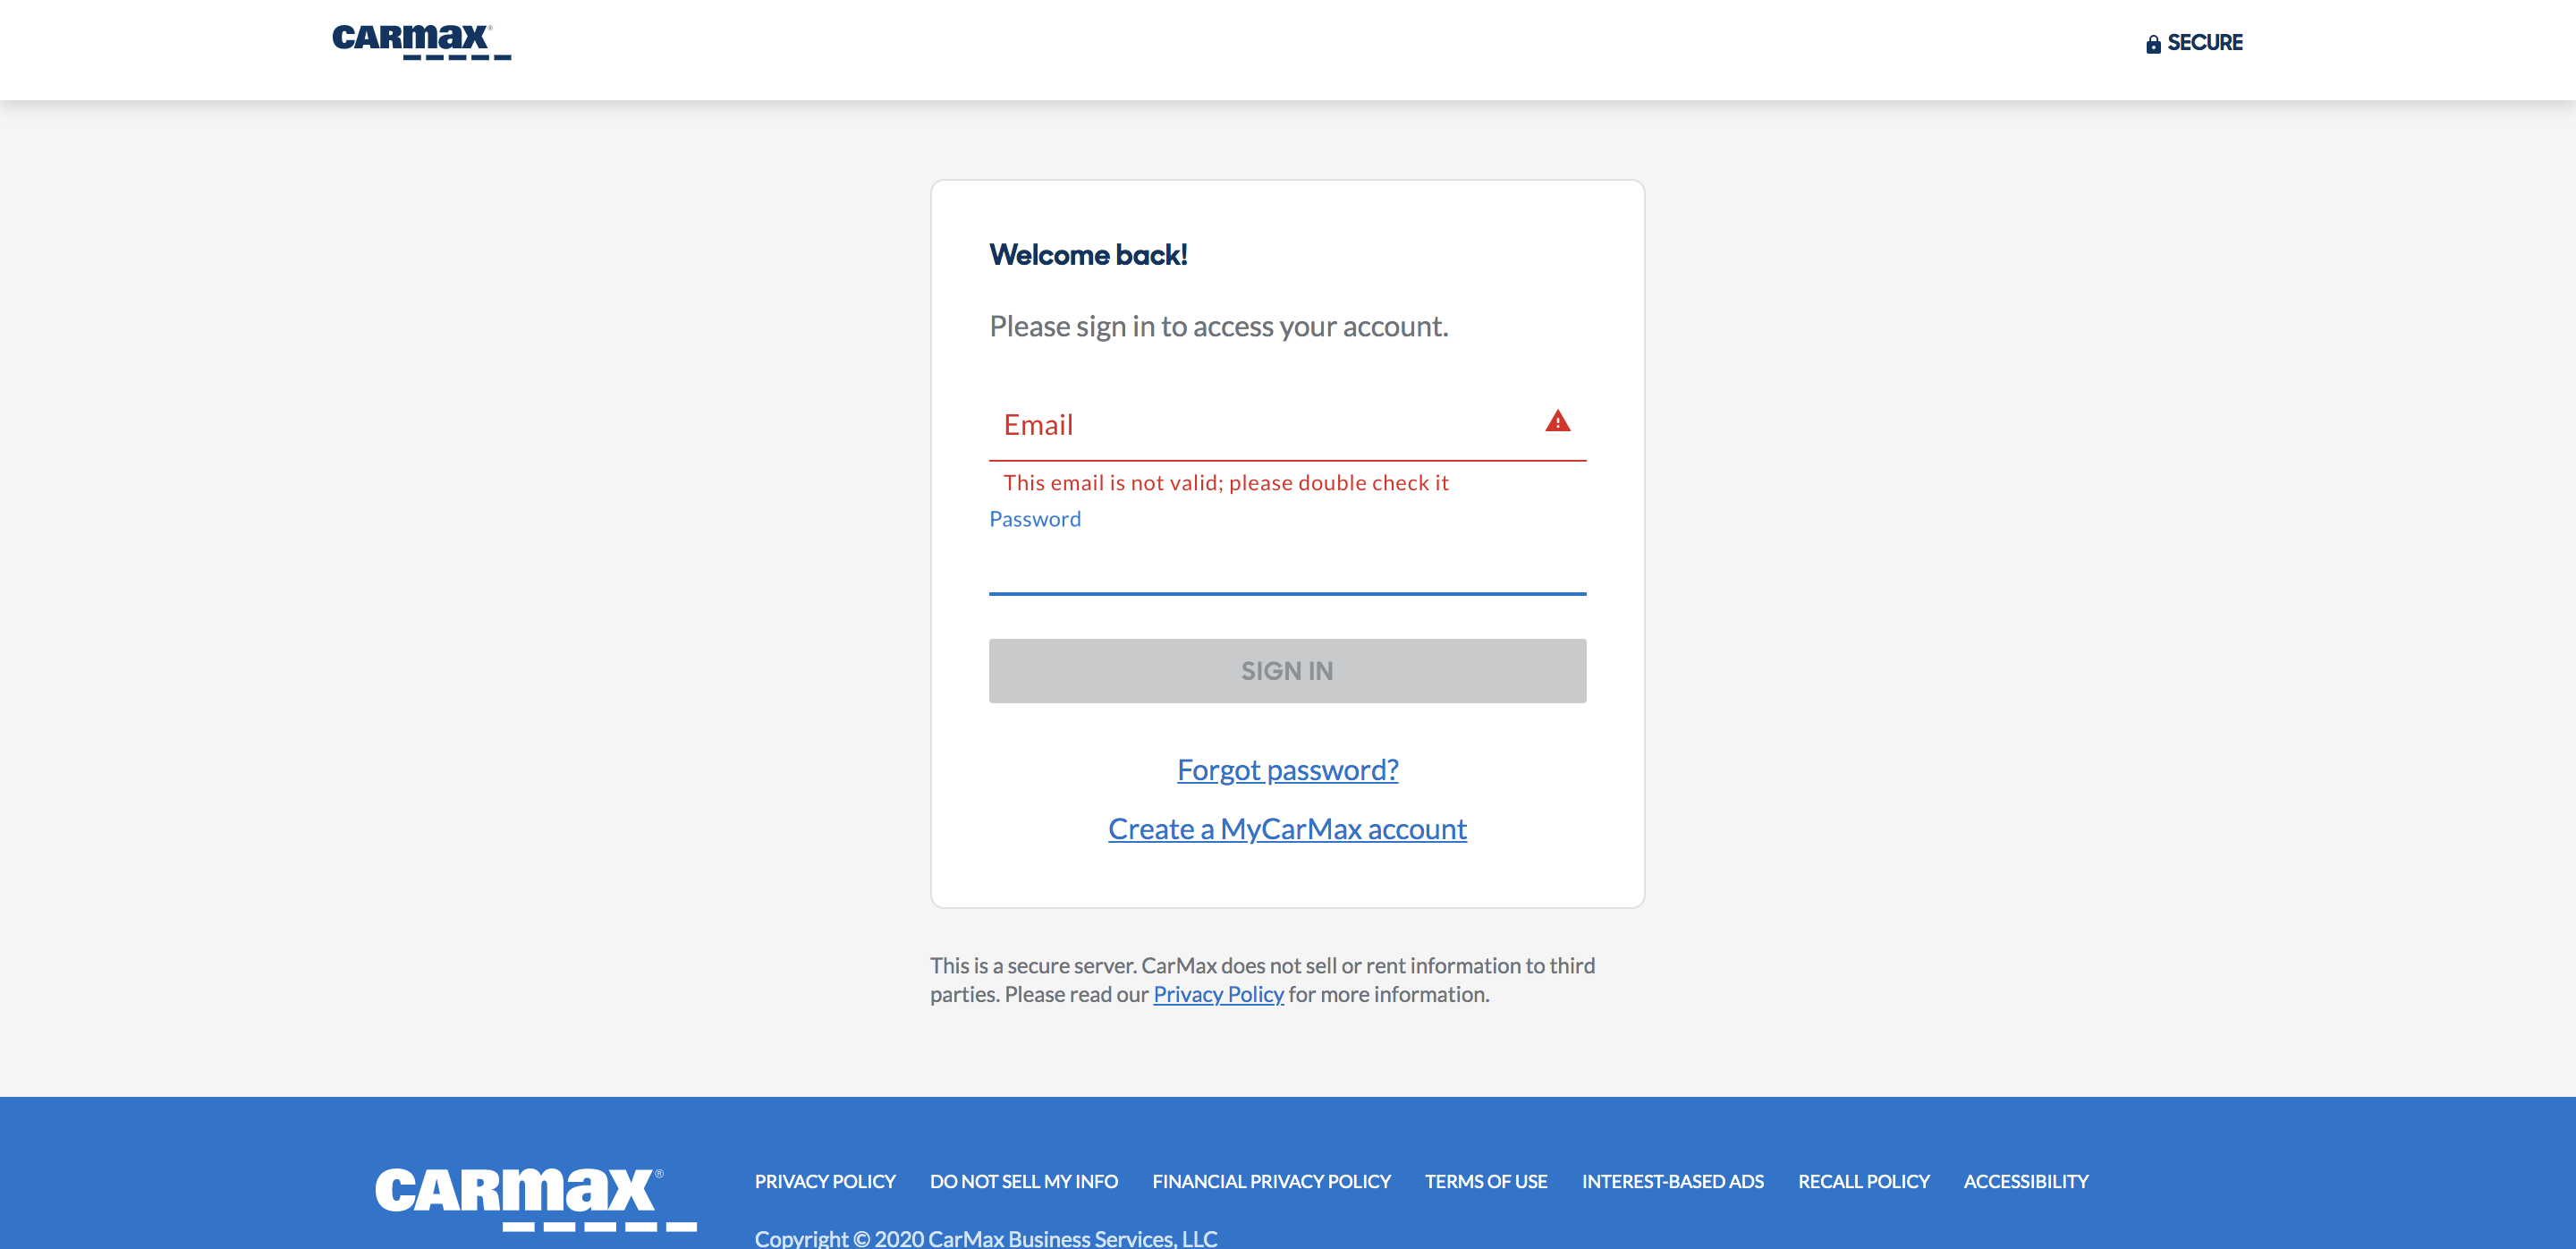 CARMAX®
SECURE
Welcome back!
Please sign in to access your account.
Email
This email is not valid; please double check it
Password
SIGN IN
Forgot password?
Create a MyCarMax account
This is a secure server. CarMax does not sell or rent information to third
parties. Please read our Privacy Policy for more information.
CARMAX®
PRIVACY POLICY DO NOT SELL MY INFO FINANCIAL PRIVACY POLICY TERMS OF USE INTEREST-BASED ADS RECALL POLICY ACCESSIBILITY
Copyright © 2020 CarMax Business Services, LLC